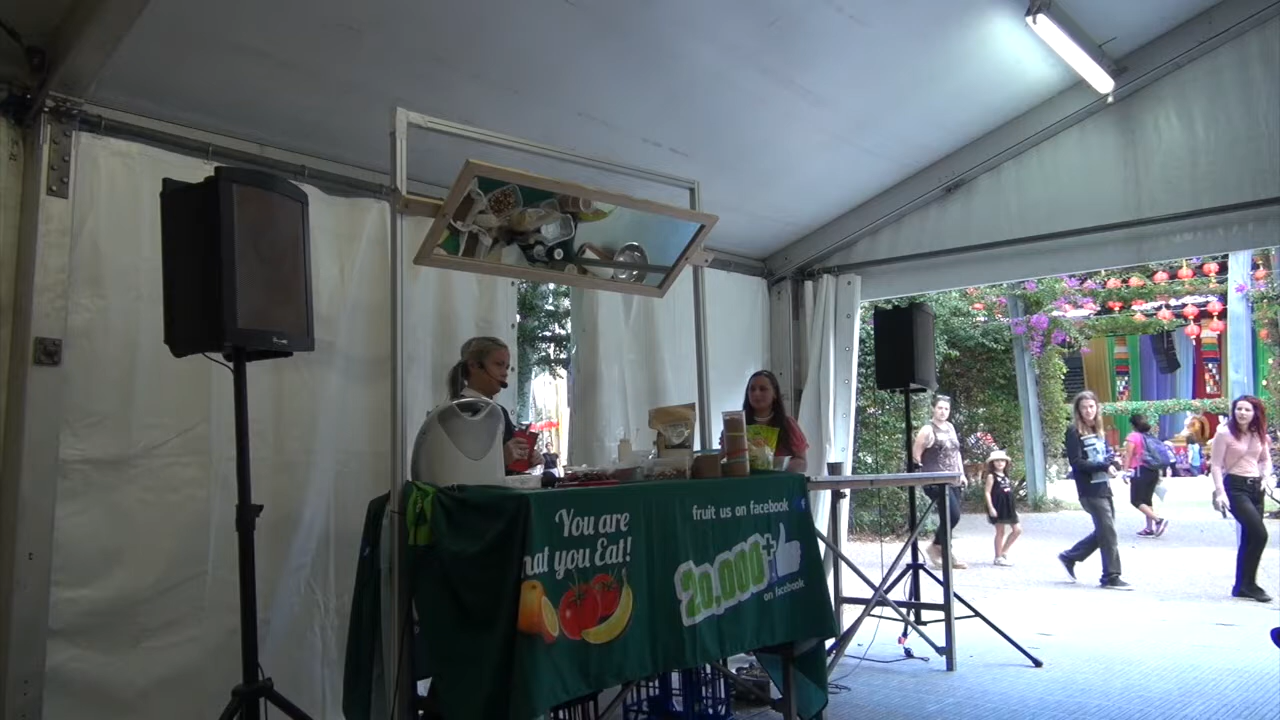 You are
hat you Eat!
fruit us on facebook
20,000+
on facebook